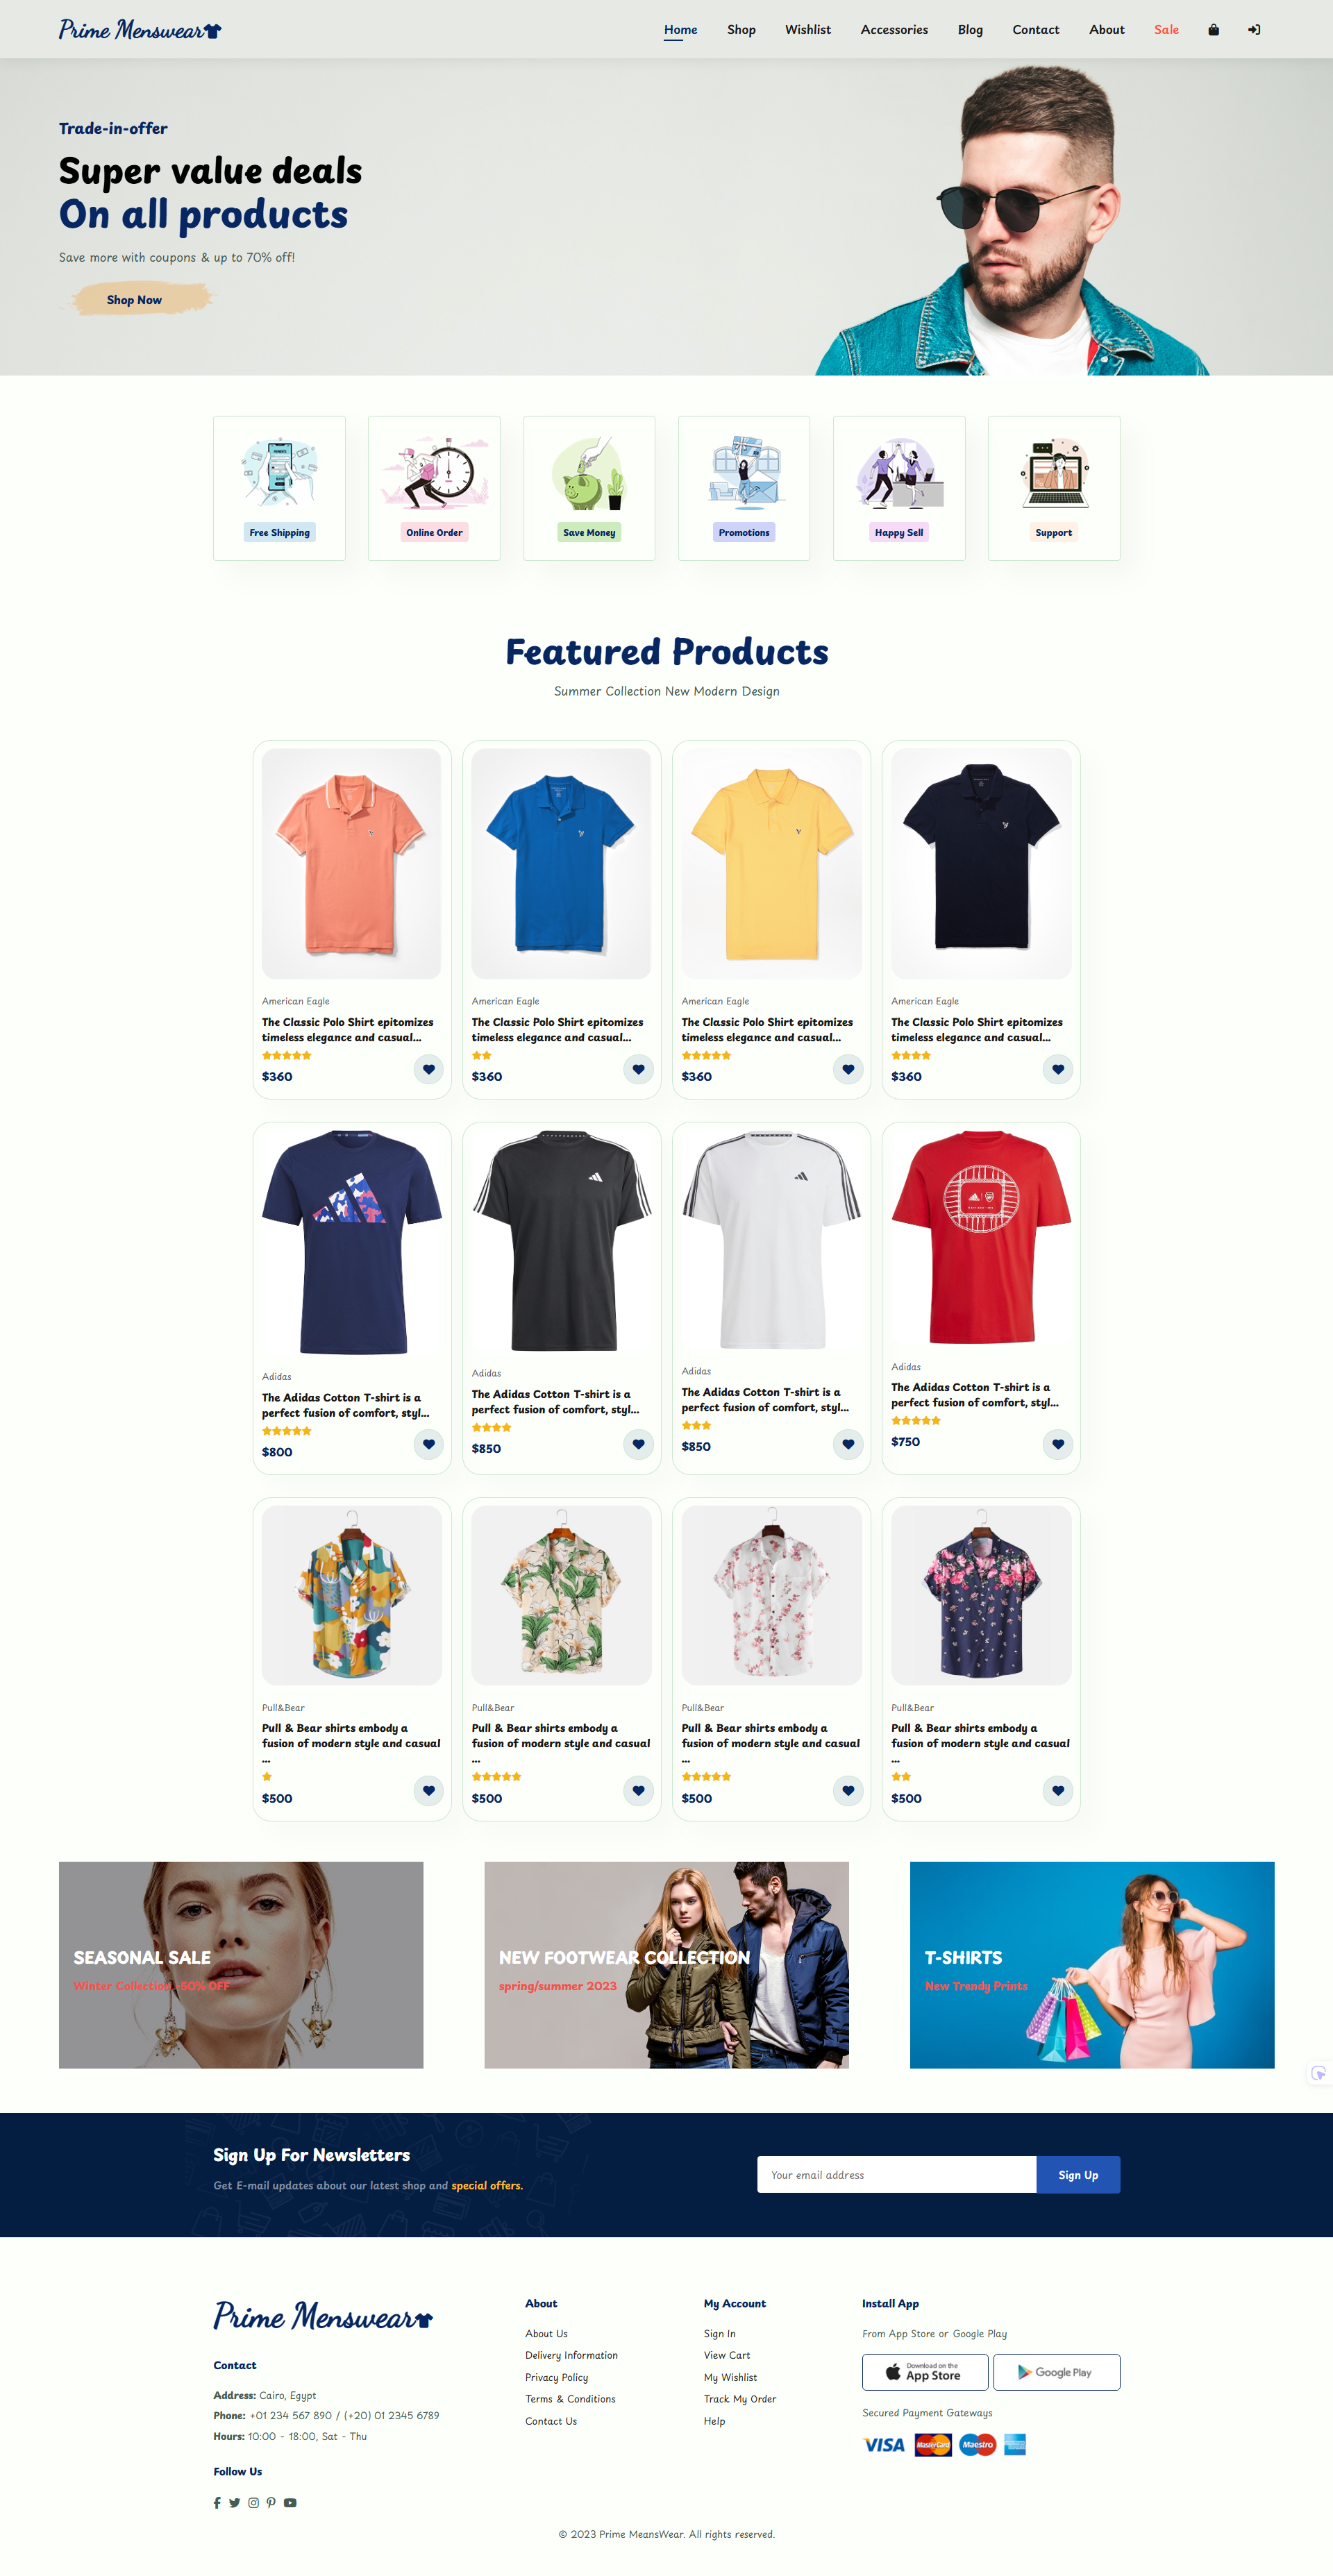 Prime Menswear
Home Shop Wishlist Accessories Blog Contact About Sale
Trade-in-offer
Super value deals
On all products
Save more with coupons & up to 70% off!
Shop Now
Free Shipping
Online Order
Save Money
Promotions
Happy Sell
Support
Featured Products
Summer Collection New Modern Design
American Eagle
The Classic Polo Shirt epitomizes
timeless elegance and casual...
$360
American Eagle
The Classic Polo Shirt epitomizes
timeless elegance and casual...
$360
American Eagle
The Classic Polo Shirt epitomizes
timeless elegance and casual...
$360
American Eagle
The Classic Polo Shirt epitomizes
timeless elegance and casual...
$360
Adidas
The Adidas Cotton T-shirt is a
perfect fusion of comfort, styl...
$800
Adidas
The Adidas Cotton T-shirt is a
perfect fusion of comfort, styl...
$850
Adidas
The Adidas Cotton T-shirt is a
perfect fusion of comfort, styl...
$850
Adidas
The Adidas Cotton T-shirt is a
perfect fusion of comfort, styl...
$750
Pull&Bear
Pull & Bear shirts embody a
fusion of modern style and casual
...
$500
Pull&Bear
Pull & Bear shirts embody a
fusion of modern style and casual
...
$500
Pull&Bear
Pull & Bear shirts embody a
fusion of modern style and casual
...
$500
Pull&Bear
Pull & Bear shirts embody a
fusion of modern style and casual
...
$500
SEASONAL SALE
Winter Collection -50% OFF
NEW FOOTWEAR COLLECTION
spring/summer 2023
T-SHIRTS
New Trendy Prints
Sign Up For Newsletters
Get E-mail updates about our latest shop and special offers.
Your email address
Sign Up
Prime Menswear
Contact
Address: Cairo, Egypt
Phone: +01 234 567 890 / (+20) 01 2345 6789
Hours: 10:00 - 18:00, Sat - Thu
Follow Us
About
About Us
Delivery Information
Privacy Policy
Terms & Conditions
Contact Us
My Account
Sign In
View Cart
My Wishlist
Track My Order
Help
Install App
From App Store or Google Play
Download on the
App Store
Google Play
Secured Payment Gateways
VISA MasterCard Maestro
© 2023 Prime MeansWear. All rights reserved.